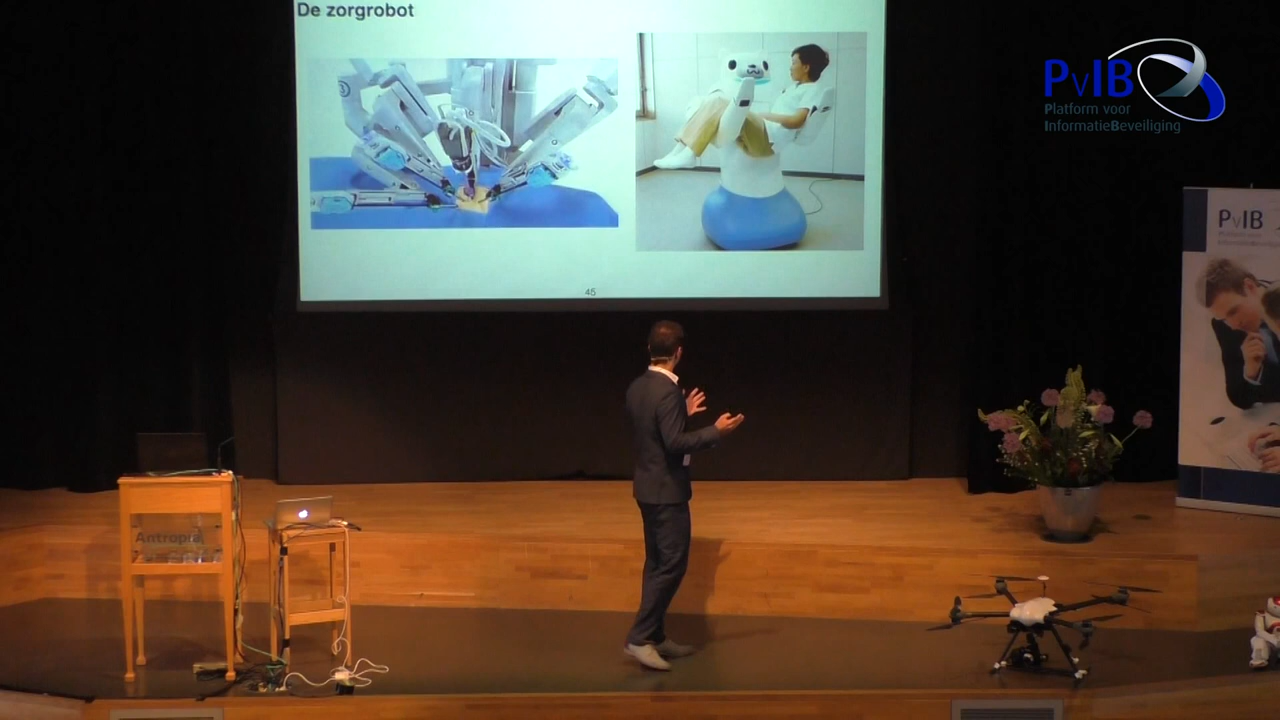 De zorgrobot
45
PvIB
Platform voor
InformatieBeveiliging
PvIB
Antropia